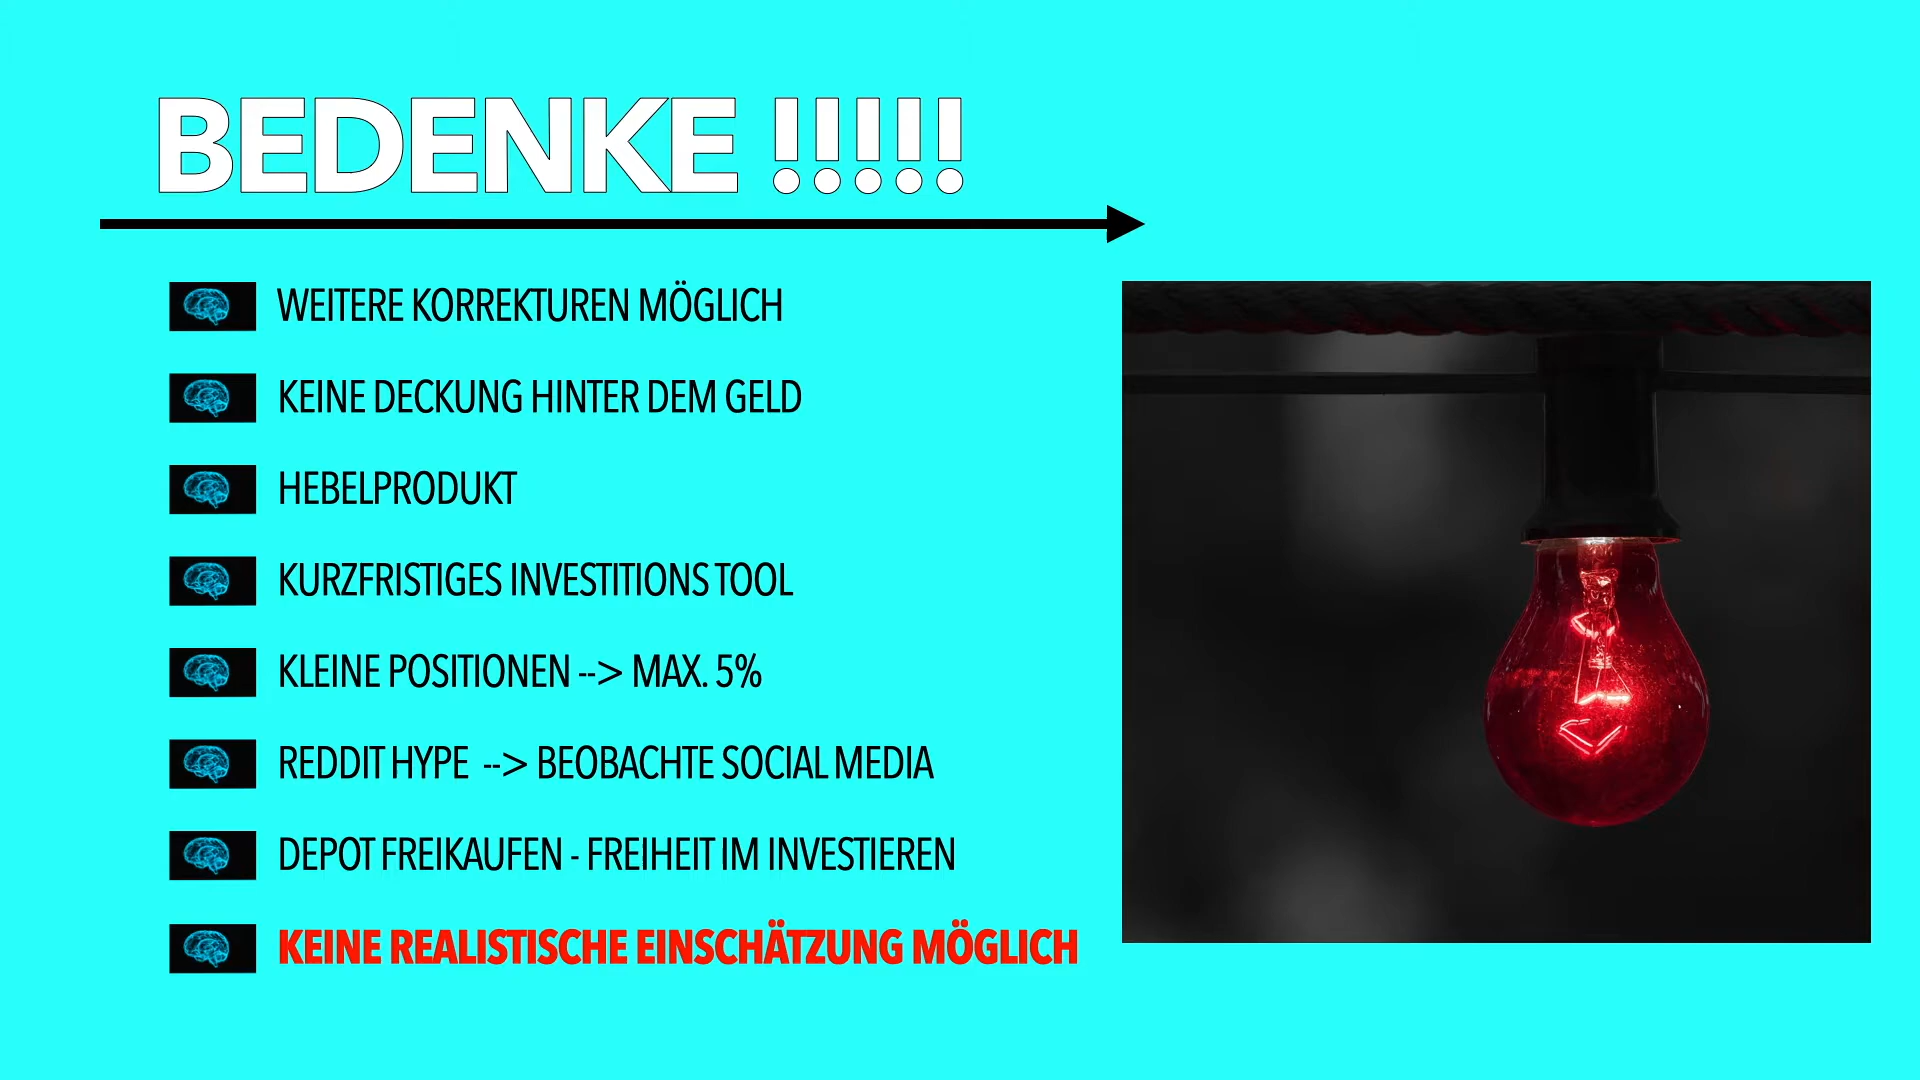 BEDENKE !!!!!
WEITERE KORREKTUREN MÖGLICH
KEINE DECKUNG HINTER DEM GELD
HEBELPRODUKT
KURZFRISTIGES INVESTITIONS TOOL
KLEINE POSITIONEN --> MAX. 5%
REDDIT HYPE --> BEOBACHTE SOCIAL MEDIA
DEPOT FREIKAUFEN - FREIHEIT IM INVESTIEREN
KEINE REALISTISCHE EINSCHÄTZUNG MÖGLICH